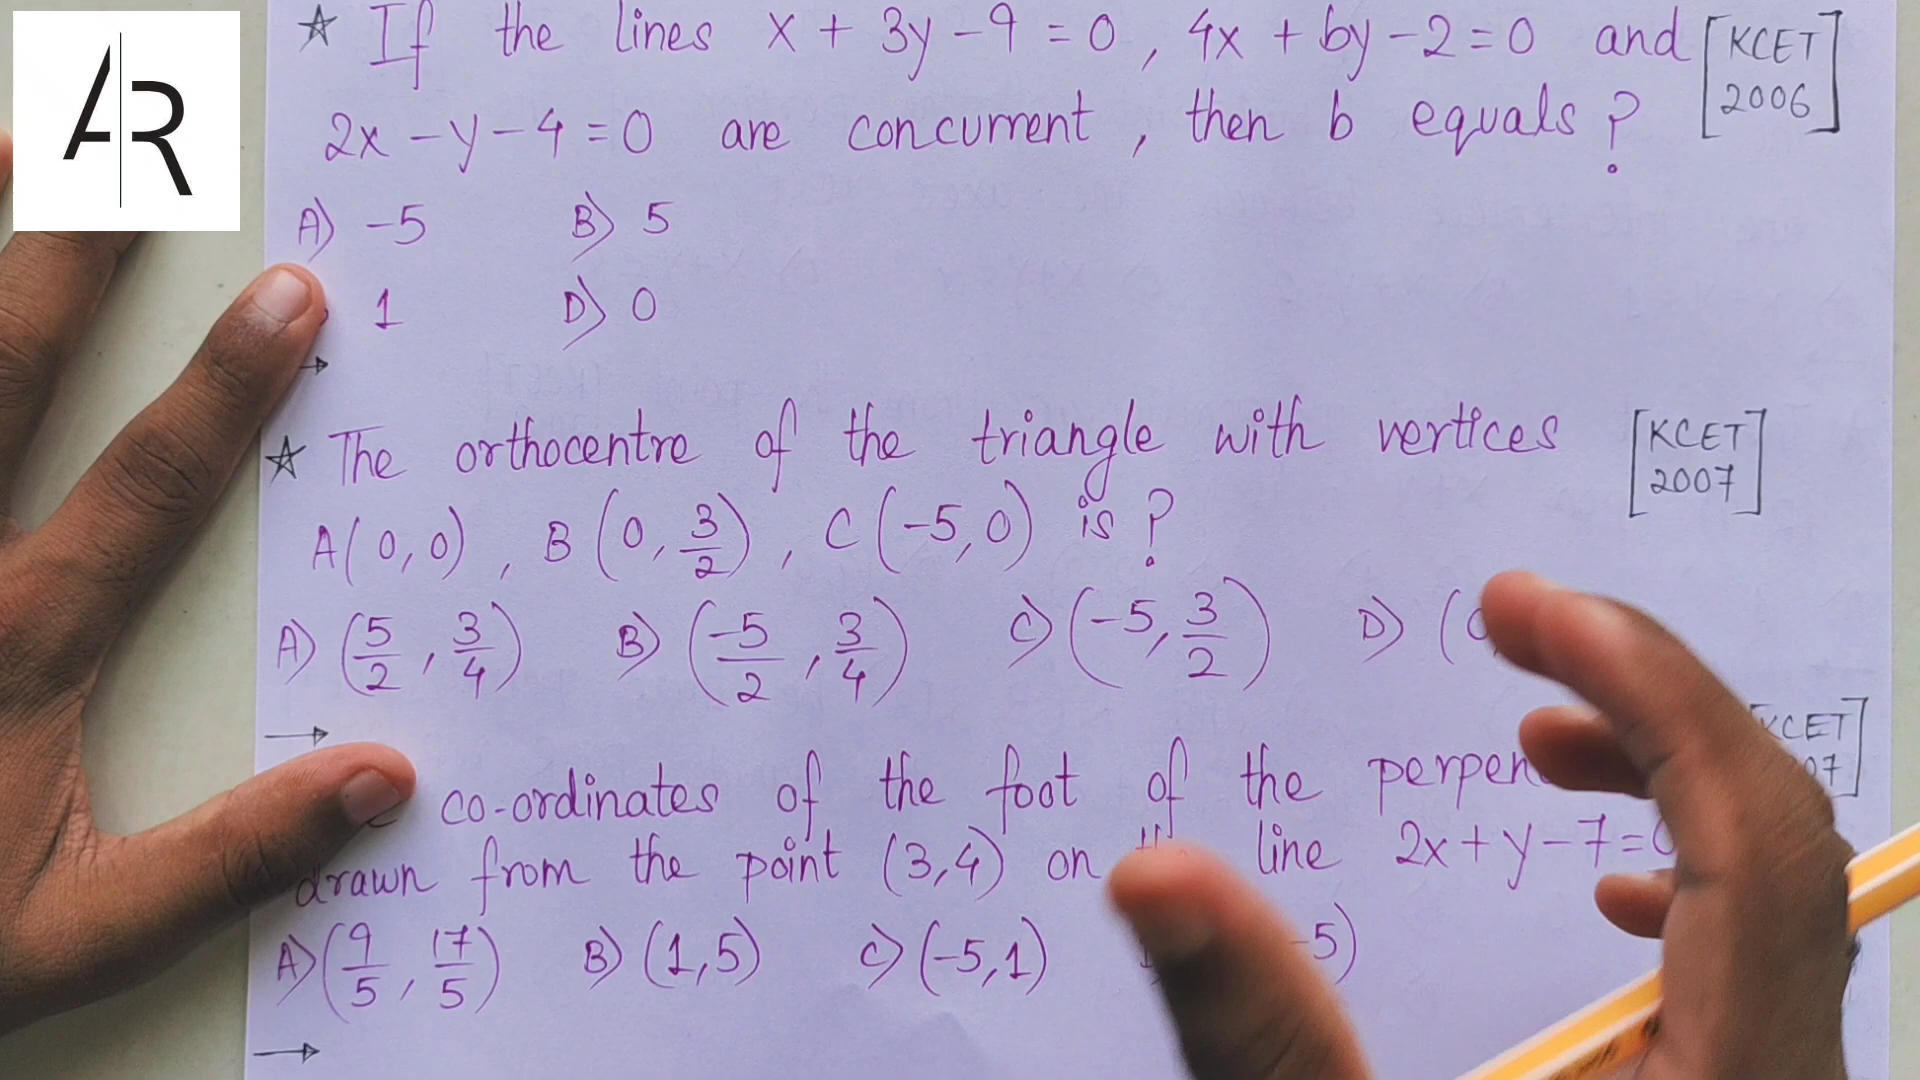 AR
☆ If the lines x + 3y - 9 = 0, 4x + by - 2 = 0 and [KCET 2006]
2x - y - 4 = 0 are concurrent, then b equals?
A) -5 B) 5
1 D) 0
→
☆ The orthocentre of the triangle with vertices [KCET 2007]
A(0,0), B(0, 3/2), C(-5,0) is?
A) (5/2, 3/4) B) (-5/2, 3/4) C) (-5, 3/2) D) (
→
co-ordinates of the foot of the [KCET
drawn from the point (3,4) on line 2x + y - 7 =
A) (9/5, 17/5) B) (1,5) C) (-5,1) -5)
→